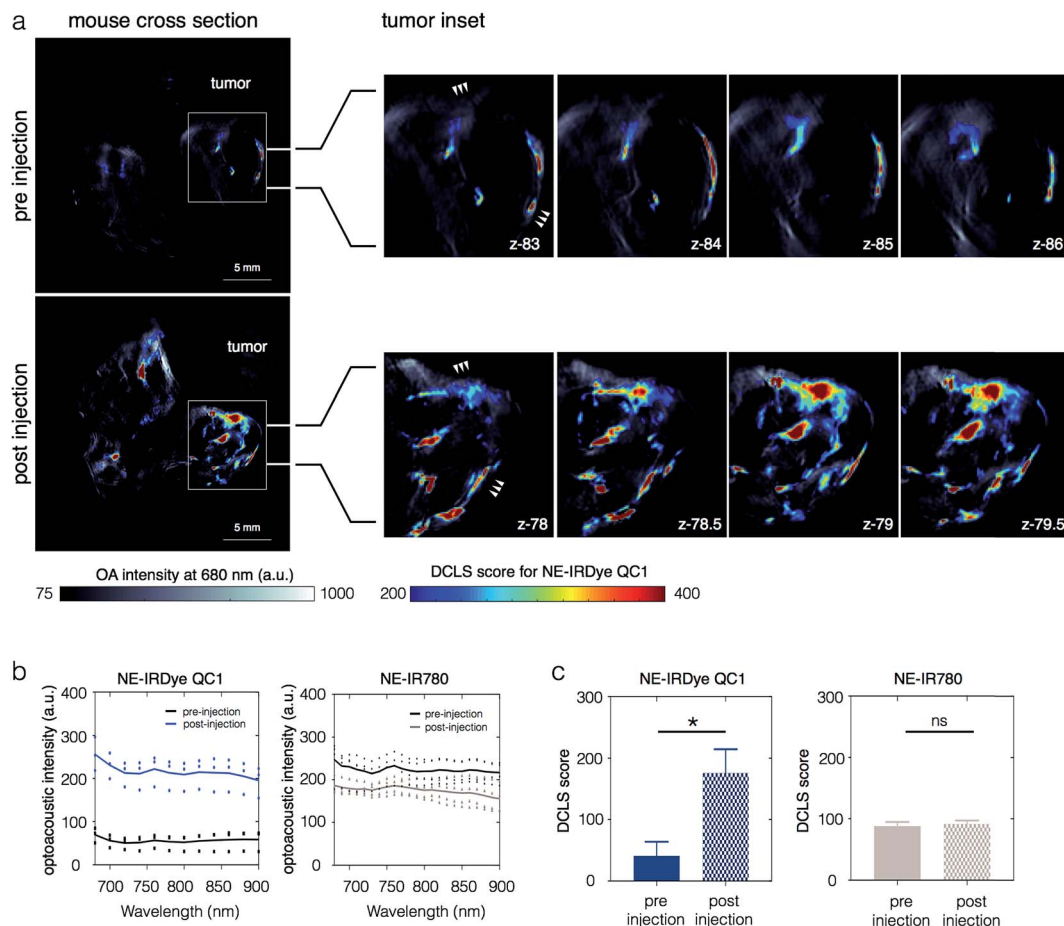 a
mouse cross section
tumor inset
pre injection
tumor
5 mm
z-83
z-84
z-85
z-86
post injection
tumor
5 mm
z-78
z-78.5
z-79
z-79.5
OA intensity at 680 nm (a.u.)
75
1000
DCLS score for NE-IRDye QC1
200
400
b
NE-IRDye QC1
optoacoustic intensity (a.u.)
400
300
200
100
0
pre-injection
post-injection
700 750 800 850 900
Wavelength (nm)
NE-IR780
optoacoustic intensity (a.u.)
400
300
200
100
0
pre-injection
post-injection
700 750 800 850 900
Wavelength (nm)
c
NE-IRDye QC1
DCLS score
300
200
100
0
*
pre injection
post injection
NE-IR780
DCLS score
300
200
100
0
ns
pre injection
post injection